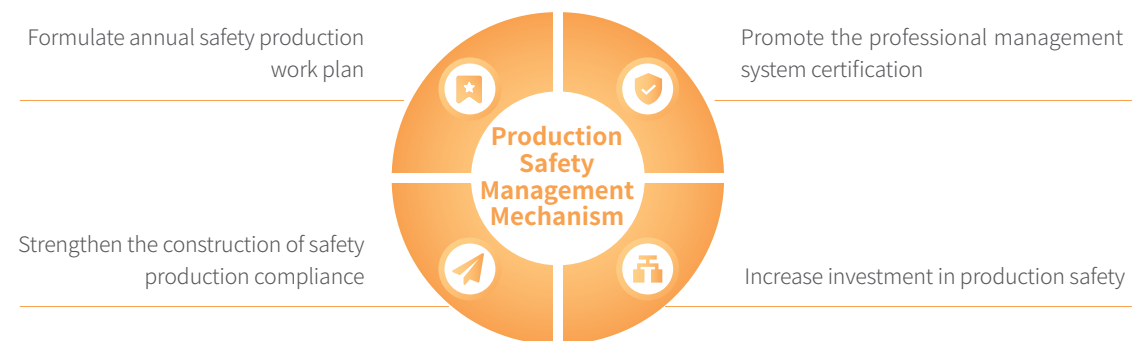 Formulate annual safety production
work plan
Promote the professional management
system certification
Production
Safety
Management
Mechanism
Strengthen the construction of safety
production compliance
Increase investment in production safety